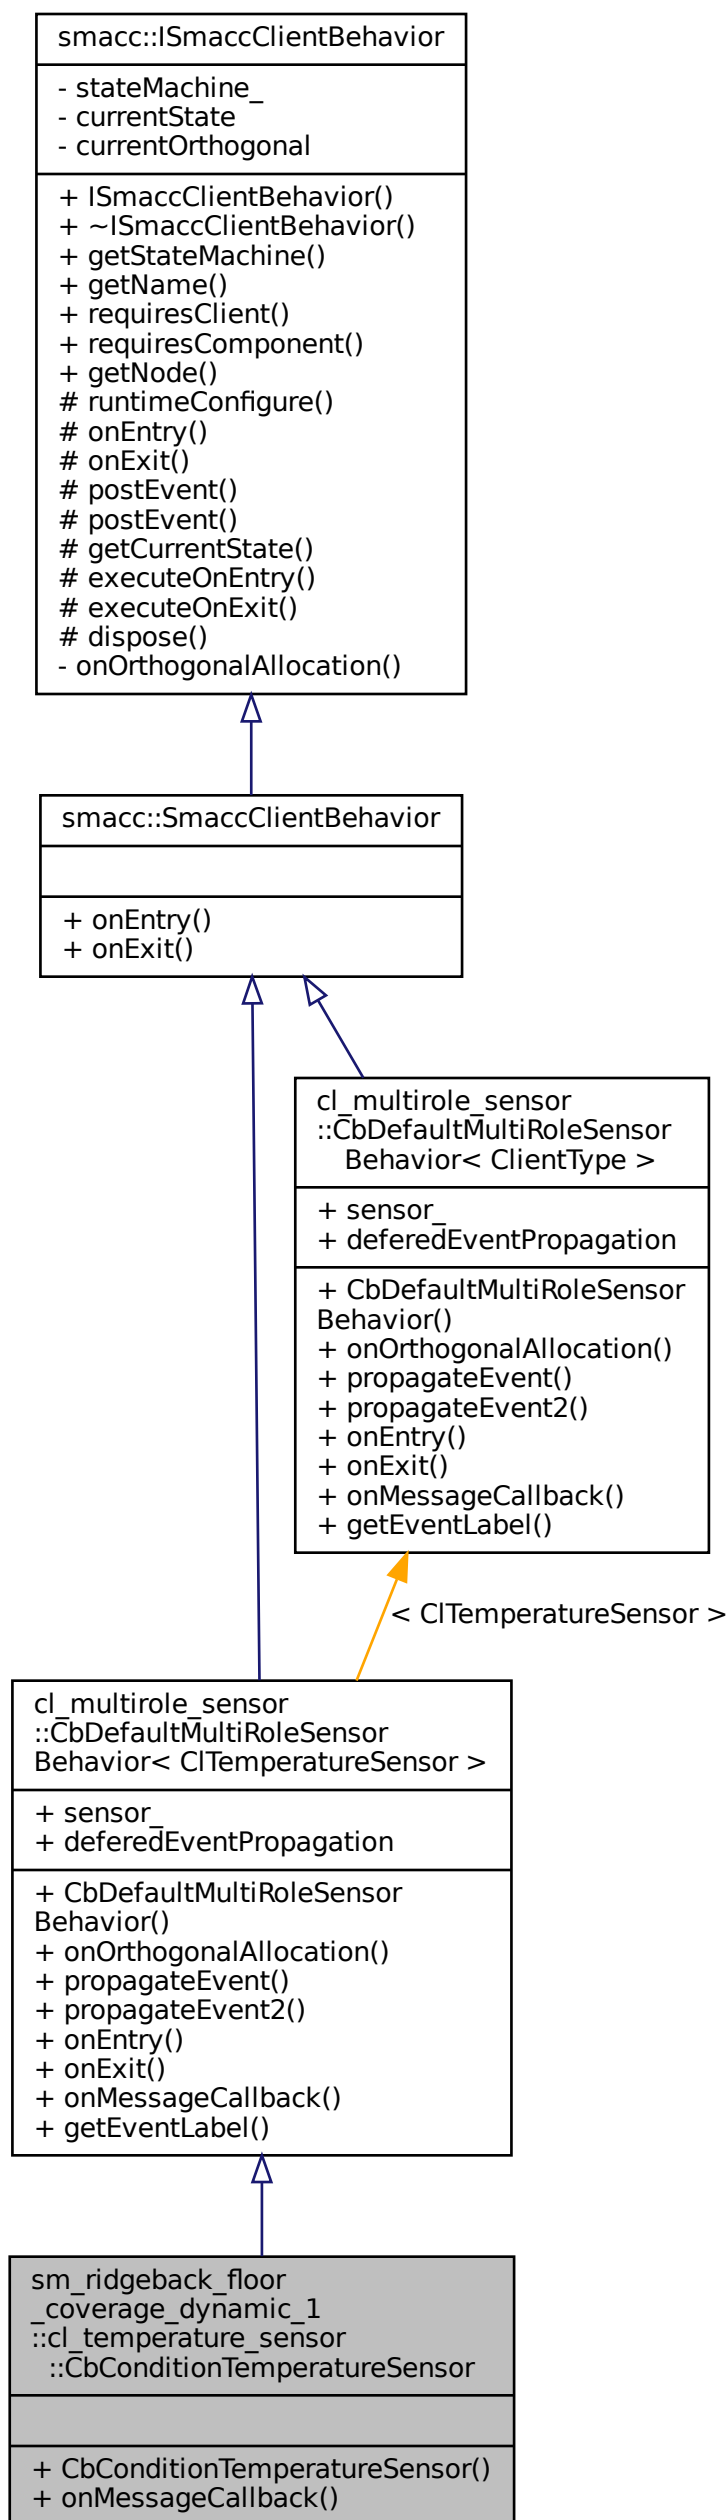 smacc::ISmaccClientBehavior
- stateMachine_
- currentState
- currentOrthogonal
+ ISmaccClientBehavior()
+ ~ISmaccClientBehavior()
+ getStateMachine()
+ getName()
+ requiresClient()
+ requiresComponent()
+ getNode()
# runtimeConfigure()
# onEntry()
# onExit()
# postEvent()
# postEvent()
# getCurrentState()
# executeOnEntry()
# executeOnExit()
# dispose()
- onOrthogonalAllocation()
smacc::SmaccClientBehavior
+ onEntry()
+ onExit()
cl_multirole_sensor
::CbDefaultMultiRoleSensor
Behavior< ClientType >
+ sensor_
+ deferedEventPropagation
+ CbDefaultMultiRoleSensor
Behavior()
+ onOrthogonalAllocation()
+ propagateEvent()
+ propagateEvent2()
+ onEntry()
+ onExit()
+ onMessageCallback()
+ getEventLabel()
< ClTemperatureSensor >
cl_multirole_sensor
::CbDefaultMultiRoleSensor
Behavior< ClTemperatureSensor >
+ sensor_
+ deferedEventPropagation
+ CbDefaultMultiRoleSensor
Behavior()
+ onOrthogonalAllocation()
+ propagateEvent()
+ propagateEvent2()
+ onEntry()
+ onExit()
+ onMessageCallback()
+ getEventLabel()
sm_ridgeback_floor
_coverage_dynamic_1
::cl_temperature_sensor
::CbConditionTemperatureSensor
+ CbConditionTemperatureSensor()
+ onMessageCallback()